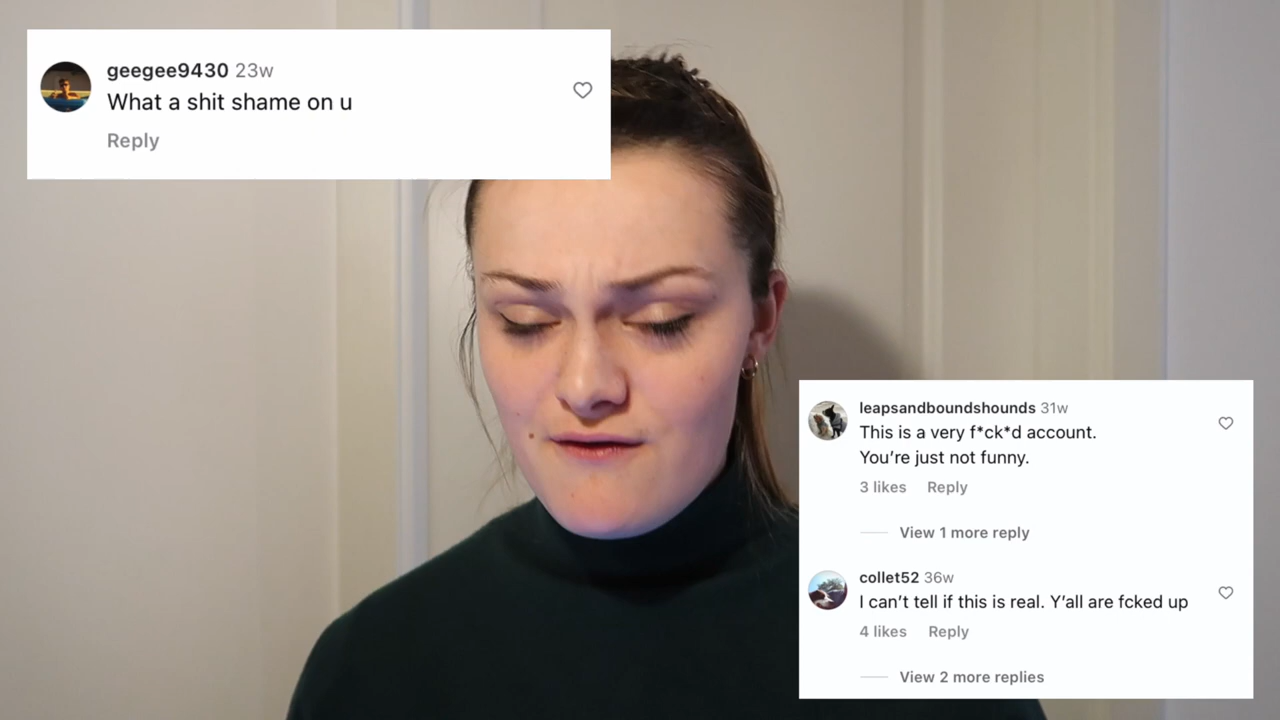 geegee9430 23w
What a shit shame on u
Reply
leapsandboundshounds 31w
This is a very f*ck*d account.
You’re just not funny.
3 likes Reply
View 1 more reply
collet52 36w
I can’t tell if this is real. Y’all are fcked up
4 likes Reply
View 2 more replies